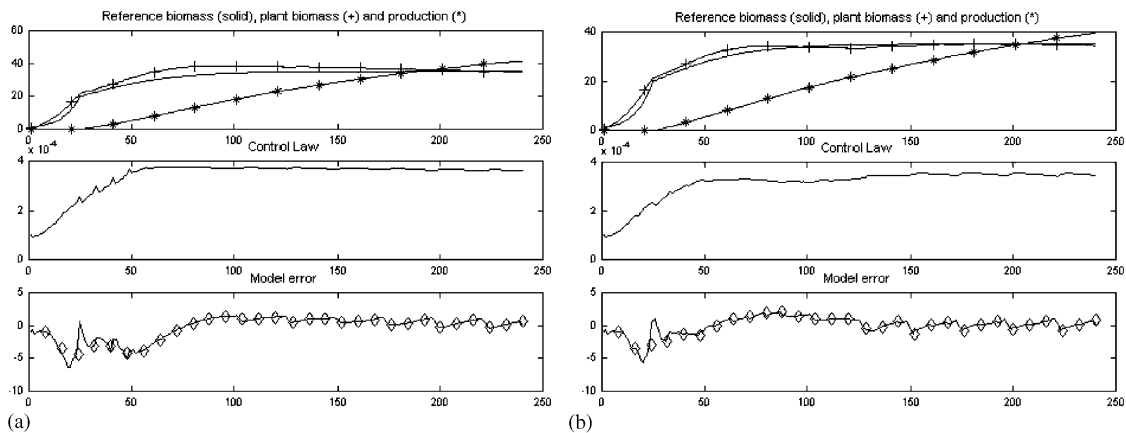 Reference biomass (solid), plant biomass (+) and production (*)
60
40
20
0
0 50 100 150 200 250
x 10⁻⁴
Control Law
4
2
0
0 50 100 150 200 250
Model error
5
0
-5
-10
0 50 100 150 200 250
(a)
Reference biomass (solid), plant biomass (+) and production (*)
40
20
0
0 50 100 150 200 250
x 10⁻⁴
Control Law
4
2
0
0 50 100 150 200 250
Model error
5
0
-5
-10
0 50 100 150 200 250
(b)